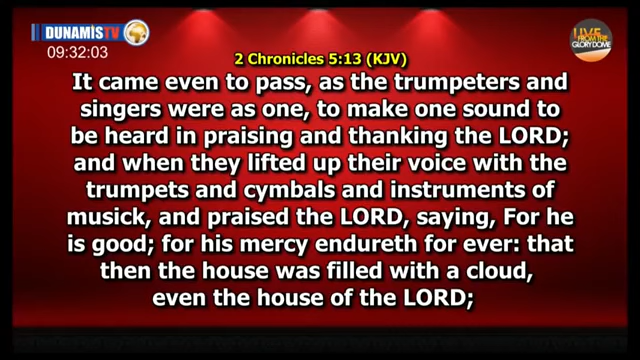 DUNAMISTV
09:32:03
LIVE
FROM THE
GLORY DOME
2 Chronicles 5:13 (KJV)
It came even to pass, as the trumpeters and
singers were as one, to make one sound to
be heard in praising and thanking the LORD;
and when they lifted up their voice with the
trumpets and cymbals and instruments of
musick, and praised the LORD, saying, For he
is good; for his mercy endureth for ever: that
then the house was filled with a cloud,
even the house of the LORD;